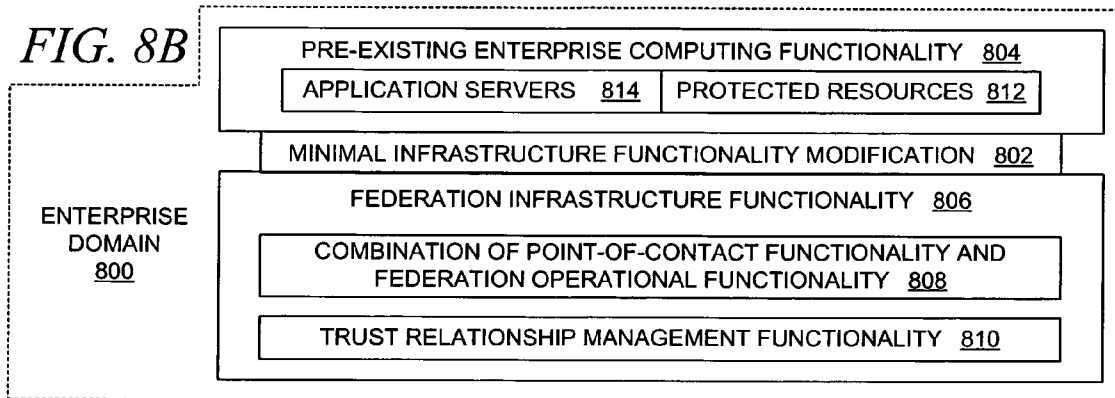 FIG. 8B
PRE-EXISTING ENTERPRISE COMPUTING FUNCTIONALITY 804
APPLICATION SERVERS 814
PROTECTED RESOURCES 812
MINIMAL INFRASTRUCTURE FUNCTIONALITY MODIFICATION 802
FEDERATION INFRASTRUCTURE FUNCTIONALITY 806
ENTERPRISE
DOMAIN
800
COMBINATION OF POINT-OF-CONTACT FUNCTIONALITY AND
FEDERATION OPERATIONAL FUNCTIONALITY 808
TRUST RELATIONSHIP MANAGEMENT FUNCTIONALITY 810